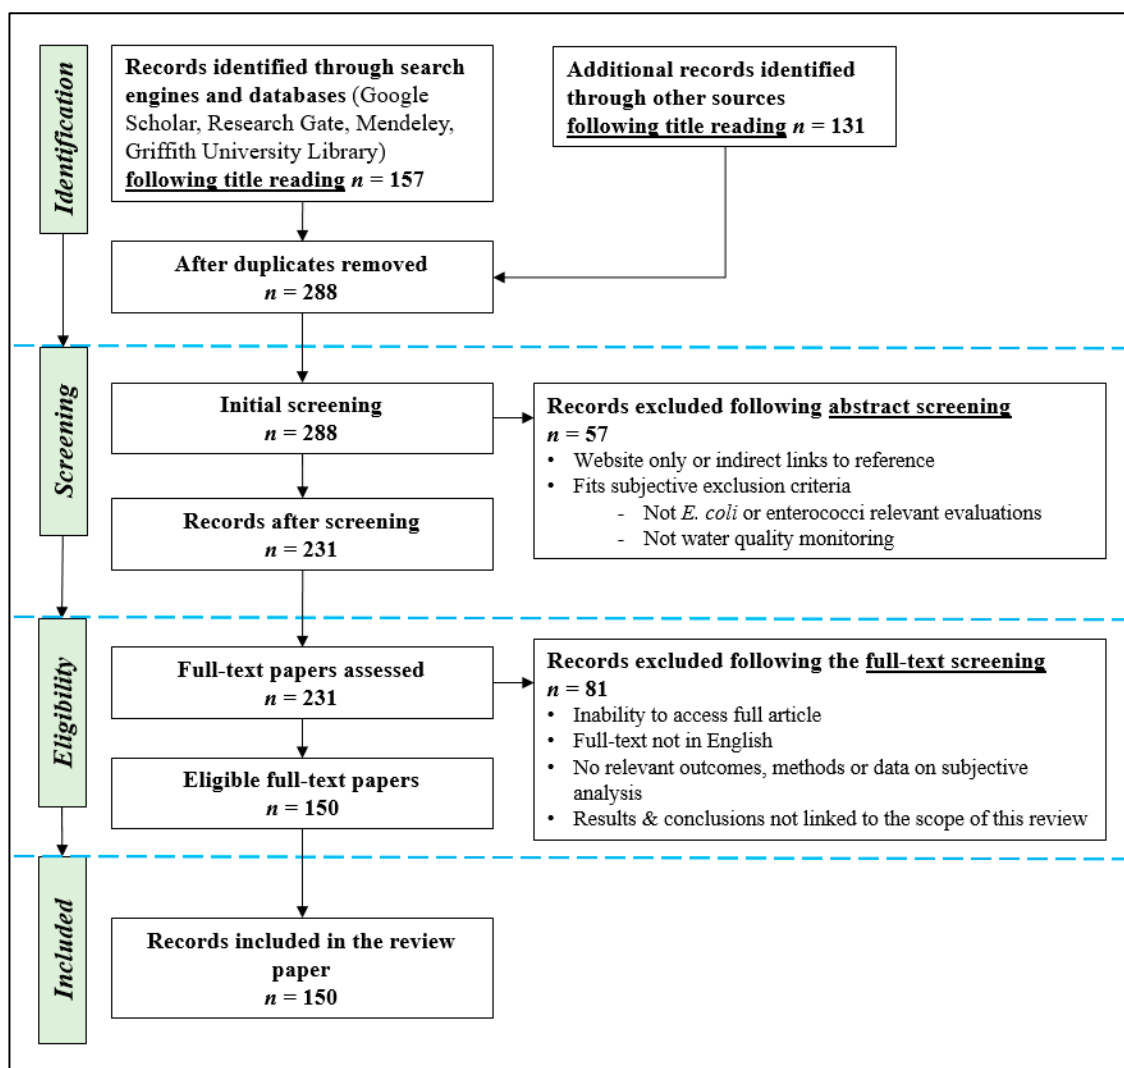 Identification
Records identified through search
engines and databases (Google
Scholar, Research Gate, Mendeley,
Griffith University Library)
following title reading n = 157
Additional records identified
through other sources
following title reading n = 131
After duplicates removed
n = 288
Screening
Initial screening
n = 288
Records excluded following abstract screening
n = 57
• Website only or indirect links to reference
• Fits subjective exclusion criteria
- Not E. coli or enterococci relevant evaluations
- Not water quality monitoring
Records after screening
n = 231
Eligibility
Full-text papers assessed
n = 231
Records excluded following the full-text screening
n = 81
• Inability to access full article
• Full-text not in English
• No relevant outcomes, methods or data on subjective
analysis
• Results & conclusions not linked to the scope of this review
Eligible full-text papers
n = 150
Included
Records included in the review
paper
n = 150